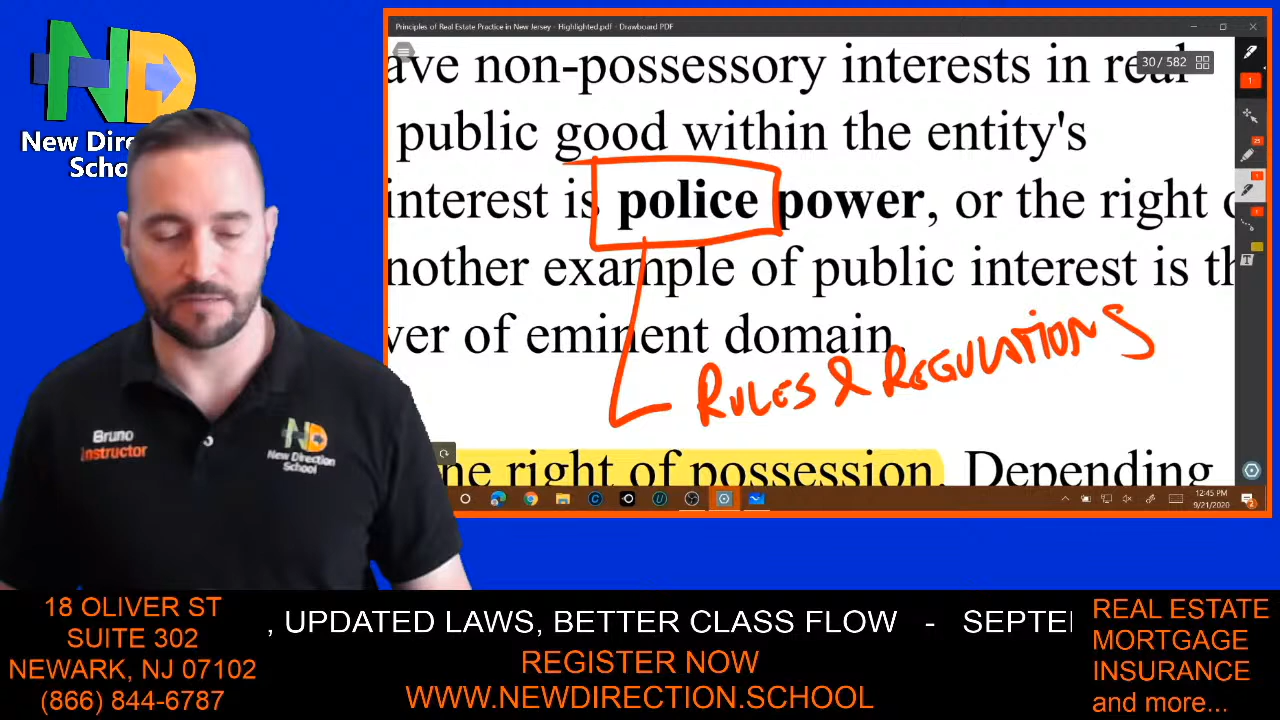 ND
New Dire
Scho
Principles of Real Estate Practice in New Jersey - Highlighted.pdf - Drawboard PDF
30 / 582
ave non-possessory interests in real
public good within the entity's
interest is police power, or the right o
nother example of public interest is th
ver of eminent domain.
RULES & REGULATIONS
ne right of possession. Depending
12:45 PM
9/21/2020
Bruno
Instructor
ND
New Direction
School
18 OLIVER ST
SUITE 302
NEWARK, NJ 07102
(866) 844-6787
, UPDATED LAWS, BETTER CLASS FLOW - SEPTE
REGISTER NOW
WWW.NEWDIRECTION.SCHOOL
REAL ESTATE
MORTGAGE
INSURANCE
and more...